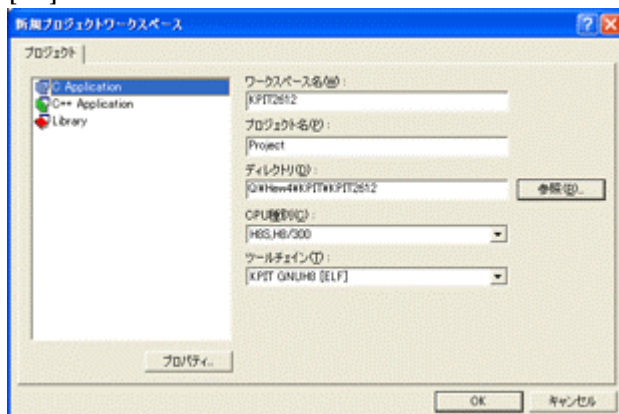 新規プロジェクトワークスペース
プロジェクト
C Application
C++ Application
Library
ワークスペース名(W):
KPIT2612
プロジェクト名(P):
Project
ディレクトリ(D):
Q:¥Hew4¥KPIT¥KPIT2612
参照(B)...
CPU種別(C):
H8S,H8/300
ツールチェイン(T):
KPIT GNUH8 [ELF]
プロパティ...
OK
キャンセル